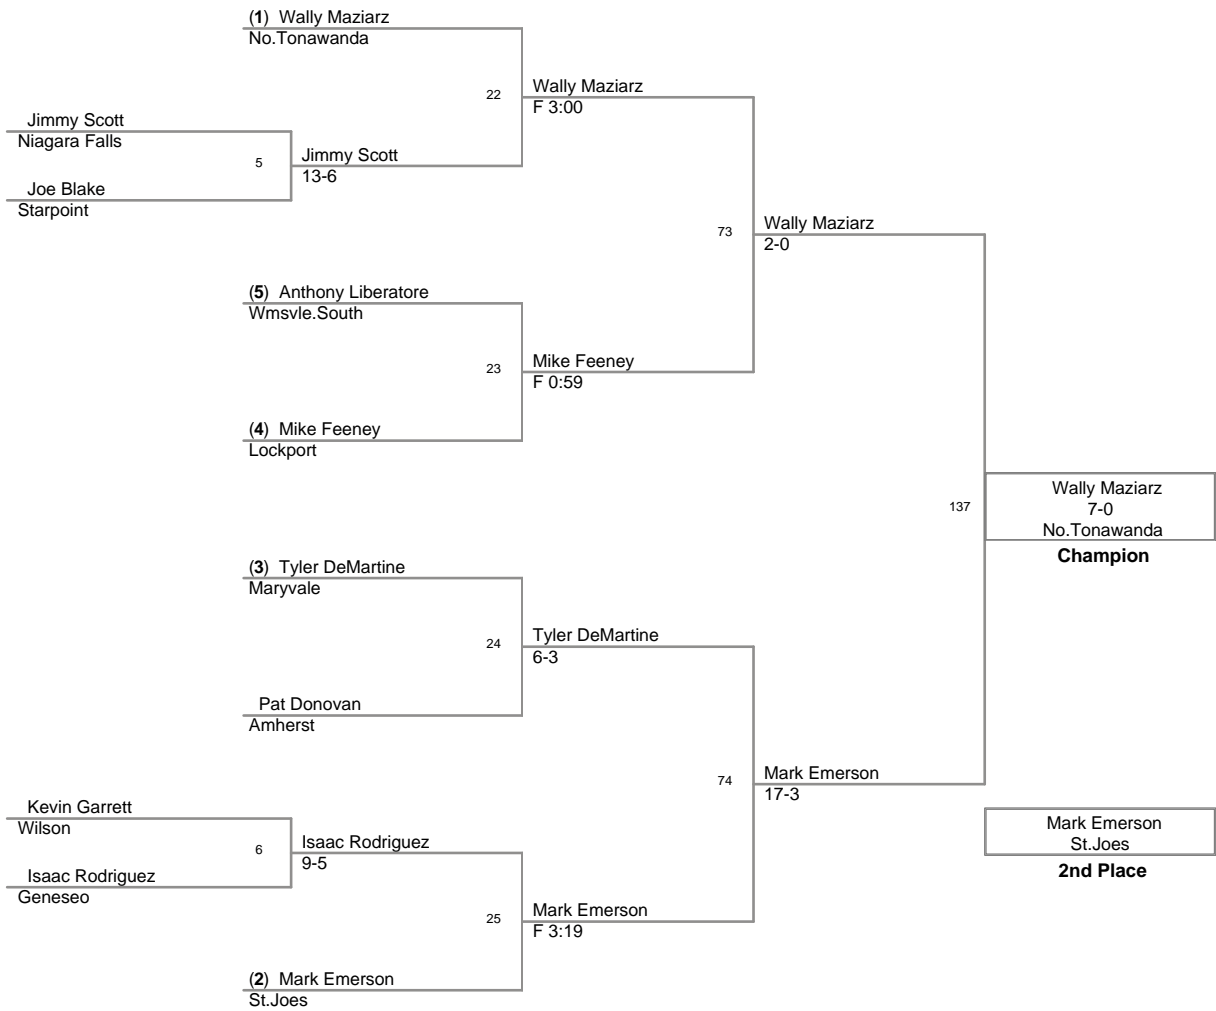 (1) Wally Maziarz
No.Tonawanda
22
Wally Maziarz
F 3:00
Jimmy Scott
Niagara Falls
5
Jimmy Scott
13-6
Joe Blake
Starpoint
73
Wally Maziarz
2-0
(5) Anthony Liberatore
Wmsvle.South
23
Mike Feeney
F 0:59
(4) Mike Feeney
Lockport
137
Wally Maziarz
7-0
No.Tonawanda
Champion
(3) Tyler DeMartine
Maryvale
24
Tyler DeMartine
6-3
Pat Donovan
Amherst
74
Mark Emerson
17-3
Kevin Garrett
Wilson
6
Isaac Rodriguez
9-5
Isaac Rodriguez
Geneseo
Mark Emerson
St.Joes
2nd Place
25
Mark Emerson
F 3:19
(2) Mark Emerson
St.Joes